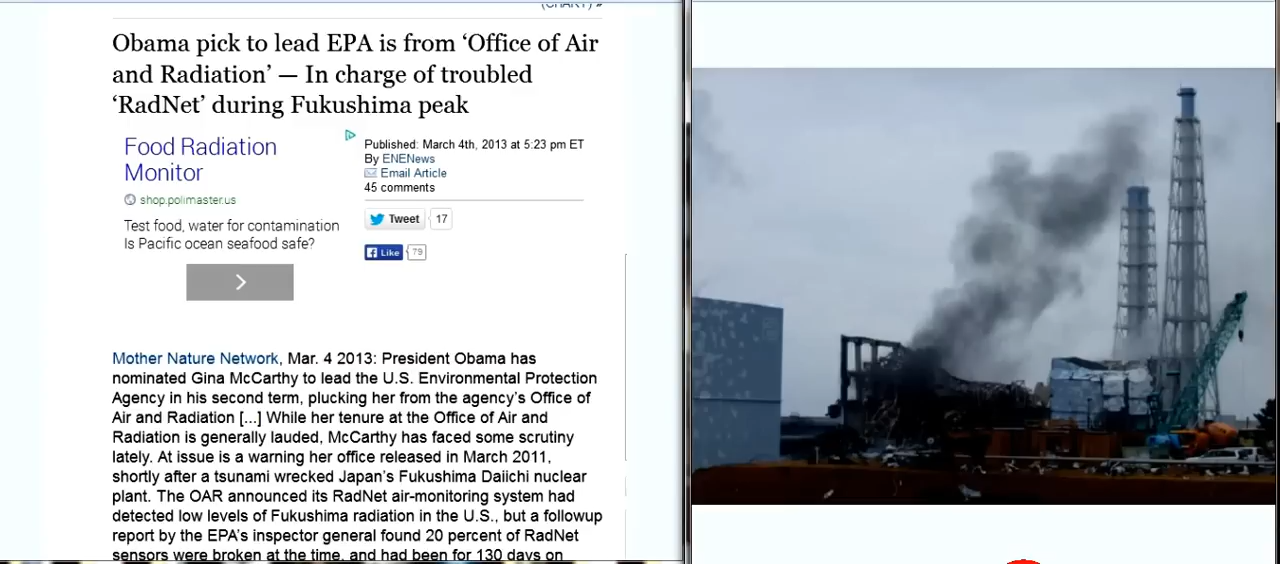 (CHART) »
Obama pick to lead EPA is from ‘Office of Air
and Radiation’ — In charge of troubled
‘RadNet’ during Fukushima peak
Food Radiation
Monitor
shop.polimaster.us
Test food, water for contamination
Is Pacific ocean seafood safe?
Published: March 4th, 2013 at 5:23 pm ET
By ENENews
Email Article
45 comments
Tweet 17
Like 79
Mother Nature Network, Mar. 4 2013: President Obama has
nominated Gina McCarthy to lead the U.S. Environmental Protection
Agency in his second term, plucking her from the agency’s Office of
Air and Radiation [...] While her tenure at the Office of Air and
Radiation is generally lauded, McCarthy has faced some scrutiny
lately. At issue is a warning her office released in March 2011,
shortly after a tsunami wrecked Japan’s Fukushima Daiichi nuclear
plant. The OAR announced its RadNet air-monitoring system had
detected low levels of Fukushima radiation in the U.S., but a followup
report by the EPA’s inspector general found 20 percent of RadNet
sensors were broken at the time, and had been for 130 days on